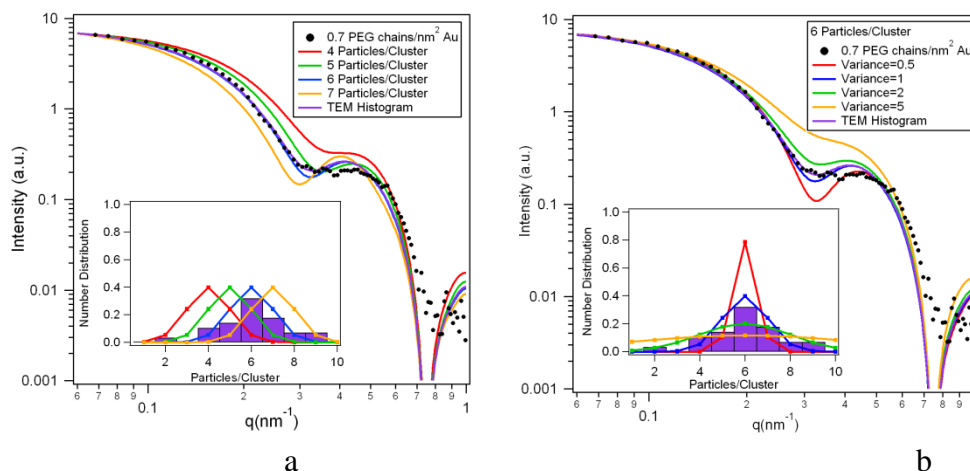 10
1
0.1
0.01
0.001
Intensity (a.u.)
0.7 PEG chains/nm² Au
4 Particles/Cluster
5 Particles/Cluster
6 Particles/Cluster
7 Particles/Cluster
TEM Histogram
1.0
0.8
0.6
0.4
0.2
0.0
Number Distribution
2 4 6 8 10
Particles/Cluster
6 7 8 9 0.1 2 3 4 5 6 7 8 9 1
q(nm⁻¹)
a
10
1
0.1
0.01
0.001
Intensity (a.u.)
6 Particles/Cluster
0.7 PEG chains/nm² Au
Variance=0.5
Variance=1
Variance=2
Variance=5
TEM Histogram
1.0
0.8
0.6
0.4
0.2
0.0
Number Distribution
2 4 6 8 10
Particles/Cluster
6 7 8 9 0.1 2 3 4 5 6 7 8 9
q(nm⁻¹)
b